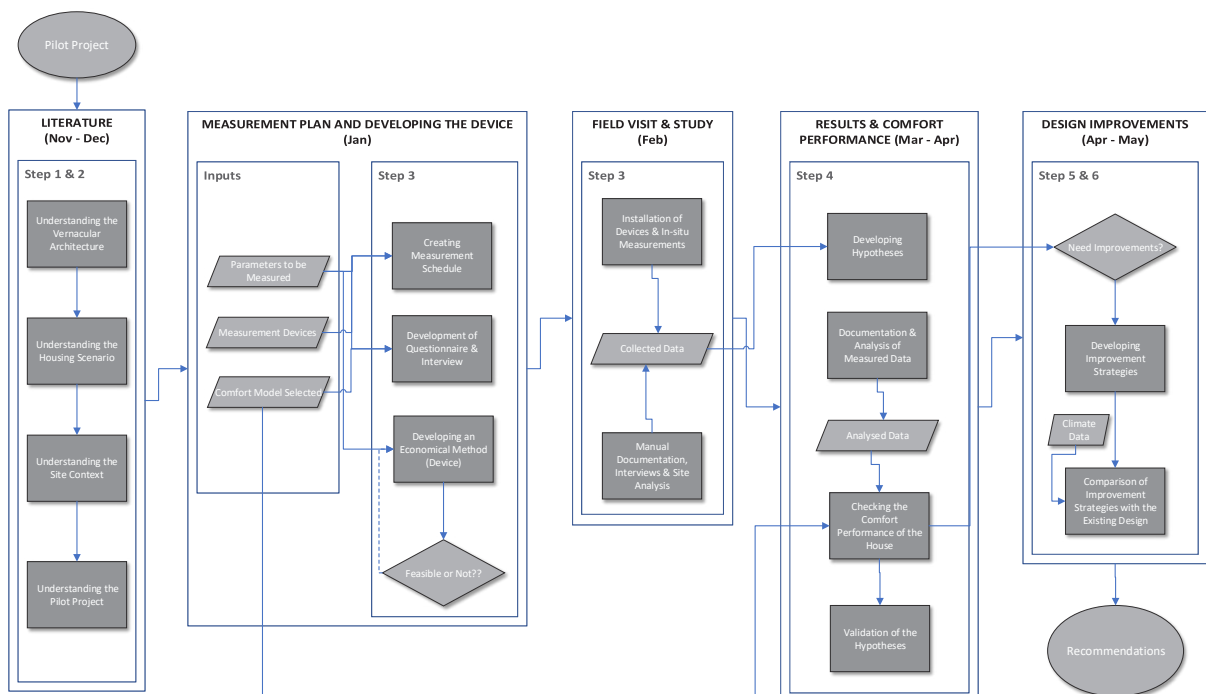 Pilot Project
LITERATURE
(Nov - Dec)
Step 1 & 2
Understanding the
Vernacular
Architecture
Understanding the
Housing Scenario
Understanding the
Site Context
Understanding the
Pilot Project
MEASUREMENT PLAN AND DEVELOPING THE DEVICE
(Jan)
Inputs
Parameters to be
Measured
Measurement Devices
Comfort Model Selected
Step 3
Creating
Measurement
Schedule
Development of
Questionnaire &
Interview
Developing an
Economical Method
(Device)
Feasible or Not??
FIELD VISIT & STUDY
(Feb)
Step 3
Installation of
Devices & In-situ
Measurements
Collected Data
Manual
Documentation,
Interviews & Site
Analysis
RESULTS & COMFORT
PERFORMANCE (Mar - Apr)
Step 4
Developing
Hypotheses
Documentation &
Analysis of
Measured Data
Analysed Data
Checking the
Comfort
Performance of the
House
Validation of the
Hypotheses
DESIGN IMPROVEMENTS
(Apr - May)
Step 5 & 6
Need Improvements?
Developing
Improvement
Strategies
Climate
Data
Comparison of
Improvement
Strategies with the
Existing Design
Recommendations